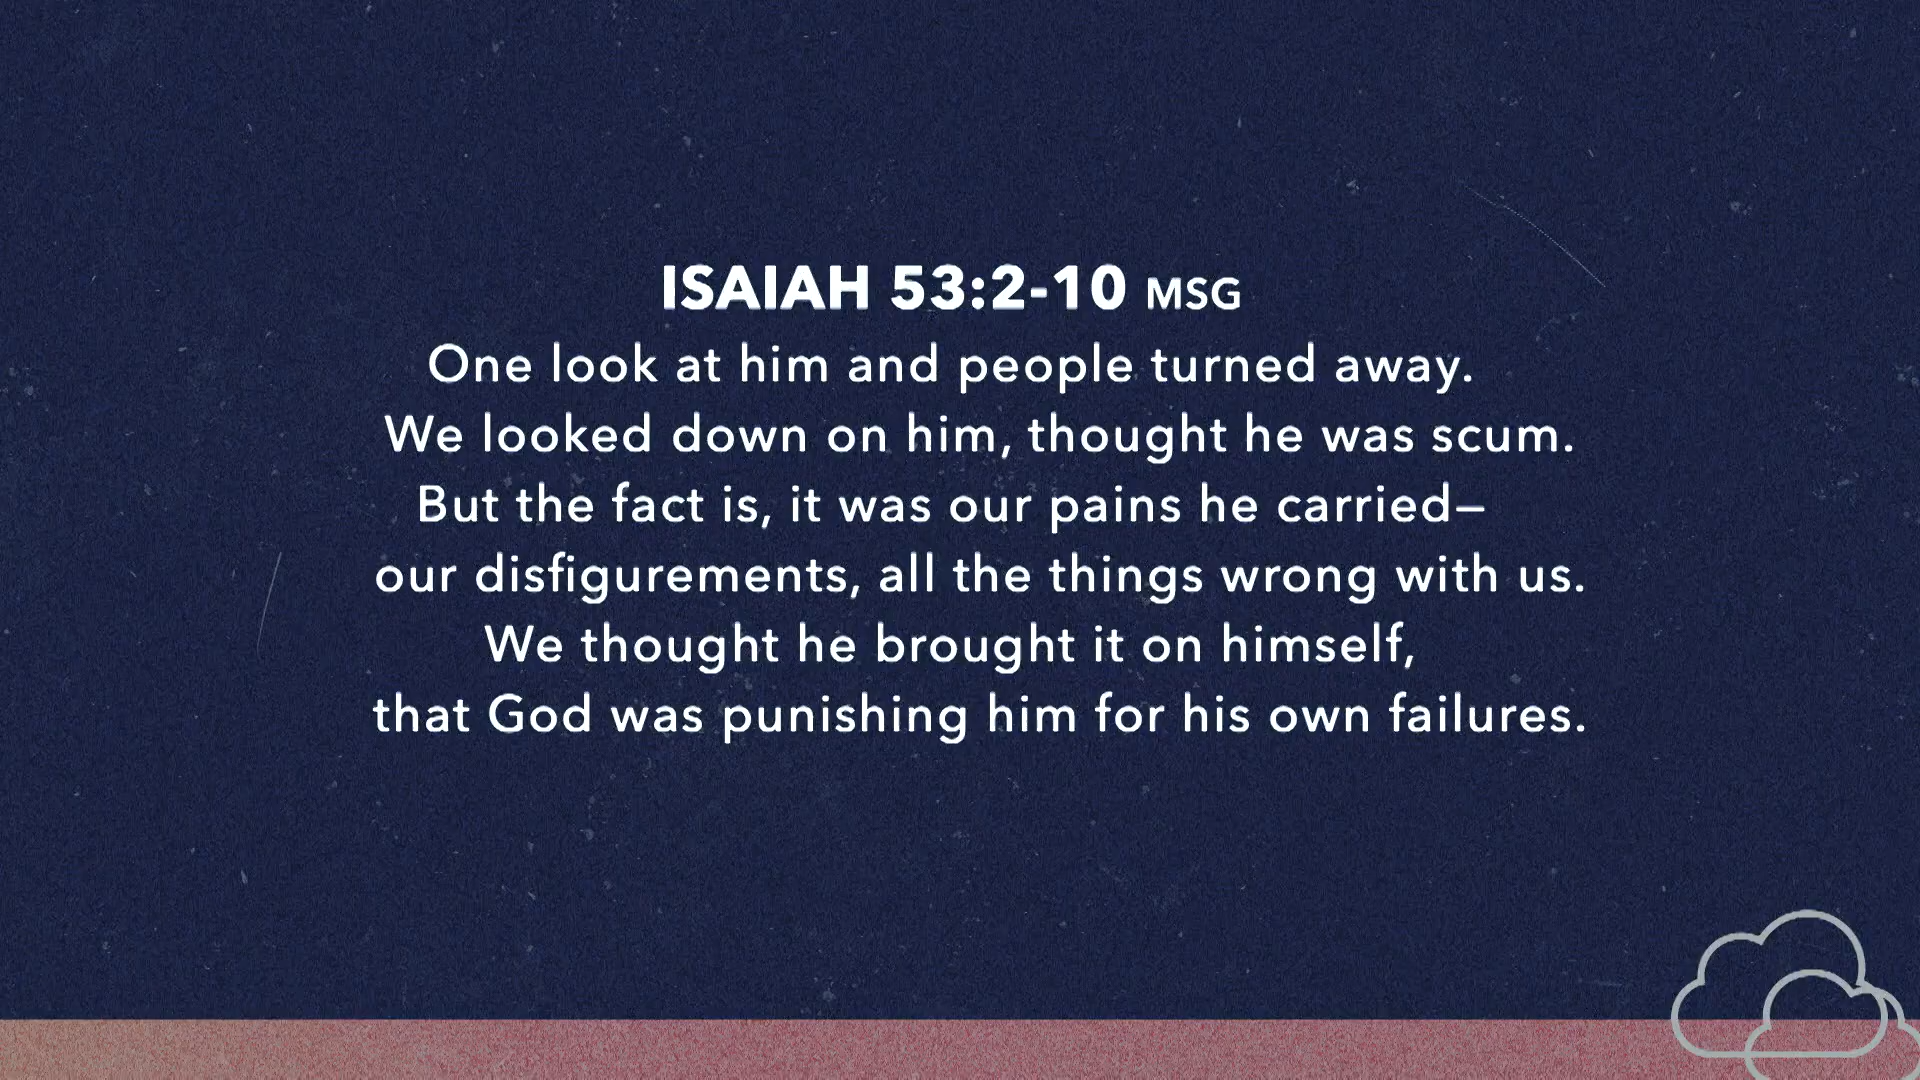 ISAIAH 53:2-10 MSG
One look at him and people turned away.
We looked down on him, thought he was scum.
But the fact is, it was our pains he carried—
our disfigurements, all the things wrong with us.
We thought he brought it on himself,
that God was punishing him for his own failures.